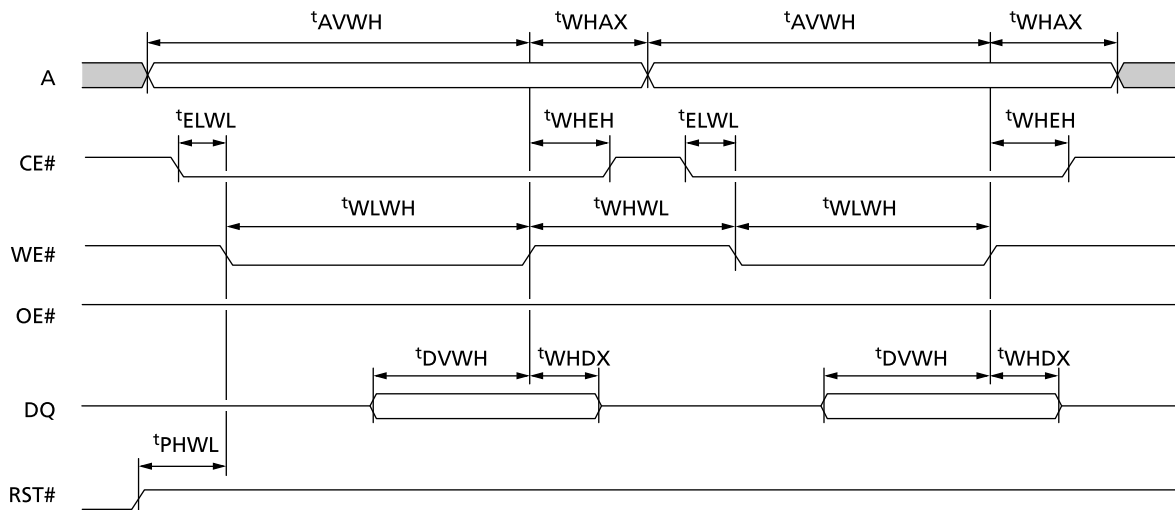 tAVWH tWHAX tAVWH tWHAX
A
tELWL tWHEH tELWL tWHEH
CE#
tWLWH tWHWL tWLWH
WE#
OE#
tDVWH tWHDX tDVWH tWHDX
DQ
tPHWL
RST#